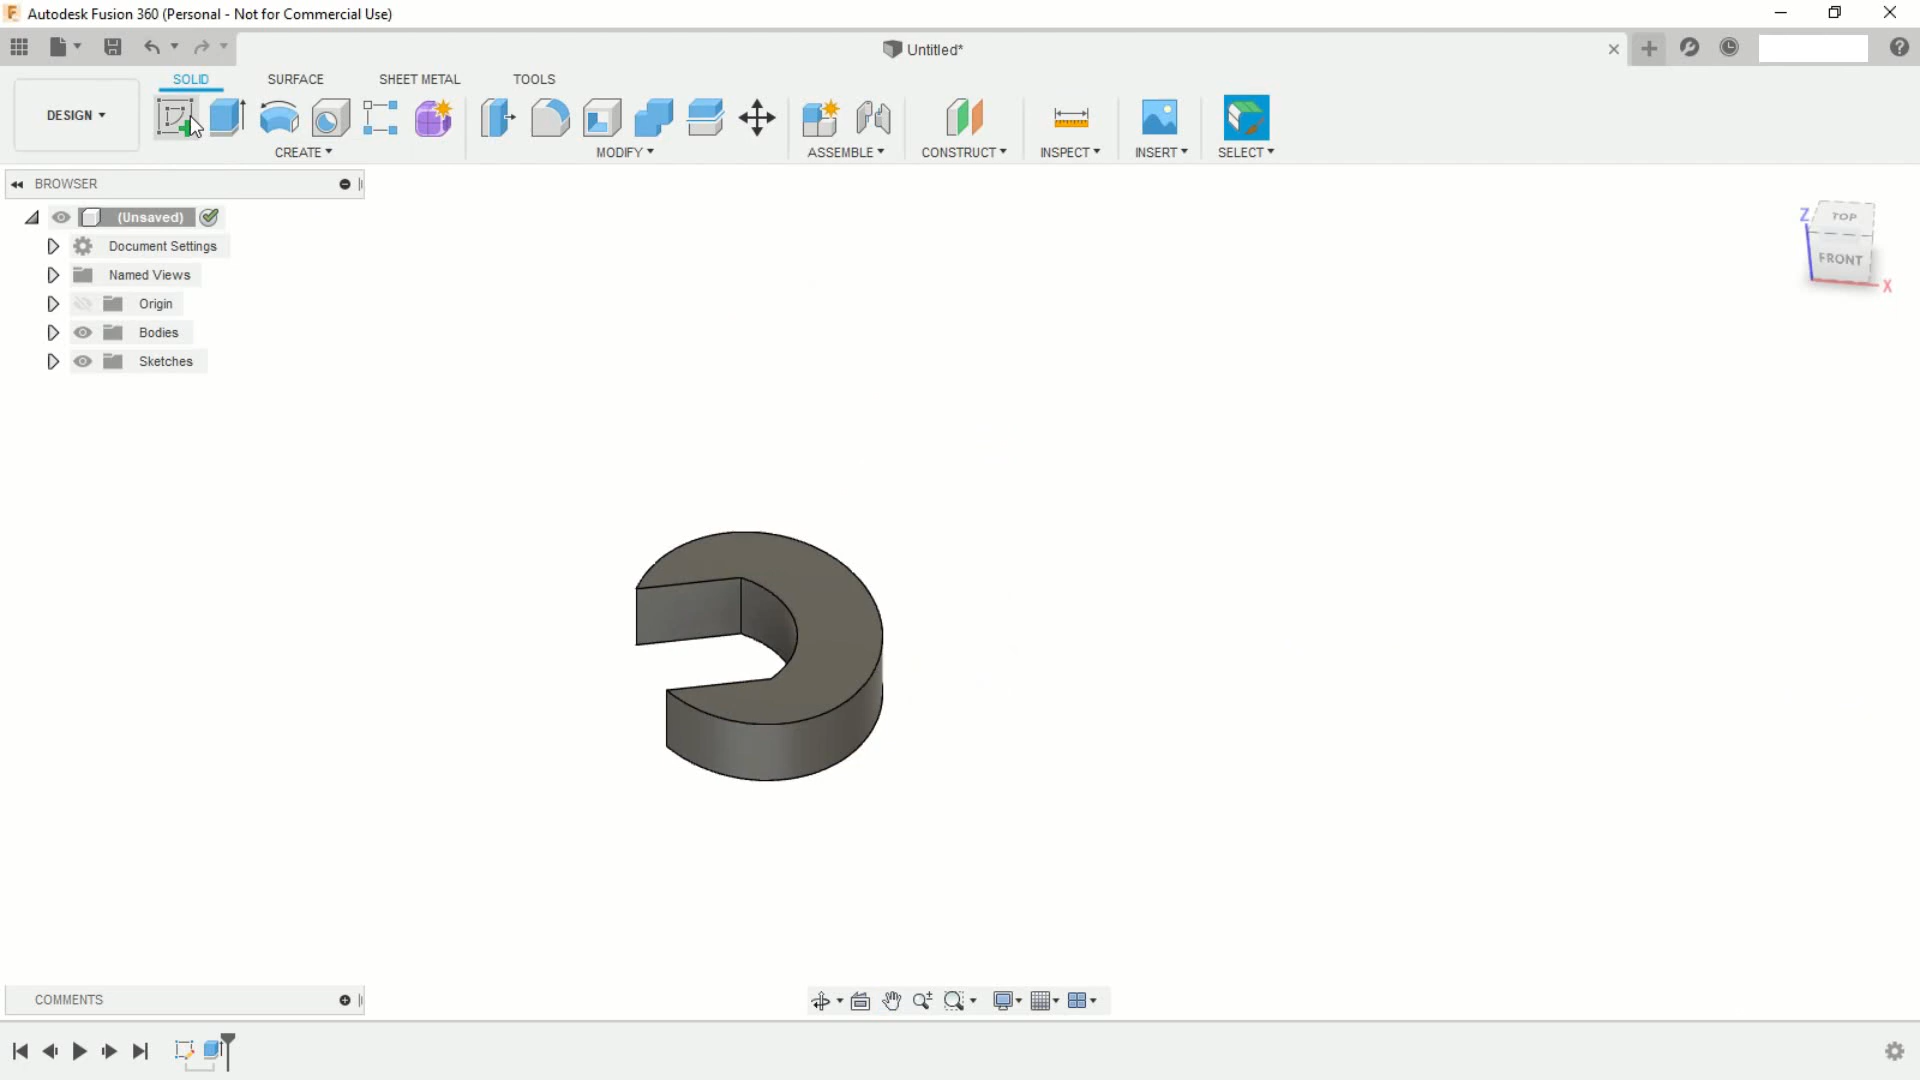 Autodesk Fusion 360 (Personal - Not for Commercial Use)
Untitled*
SOLID SURFACE SHEET METAL TOOLS
DESIGN
CREATE MODIFY ASSEMBLE CONSTRUCT INSPECT INSERT SELECT
BROWSER
(Unsaved)
Document Settings
Named Views
Origin
Bodies
Sketches
Z
TOP
FRONT
X
COMMENTS